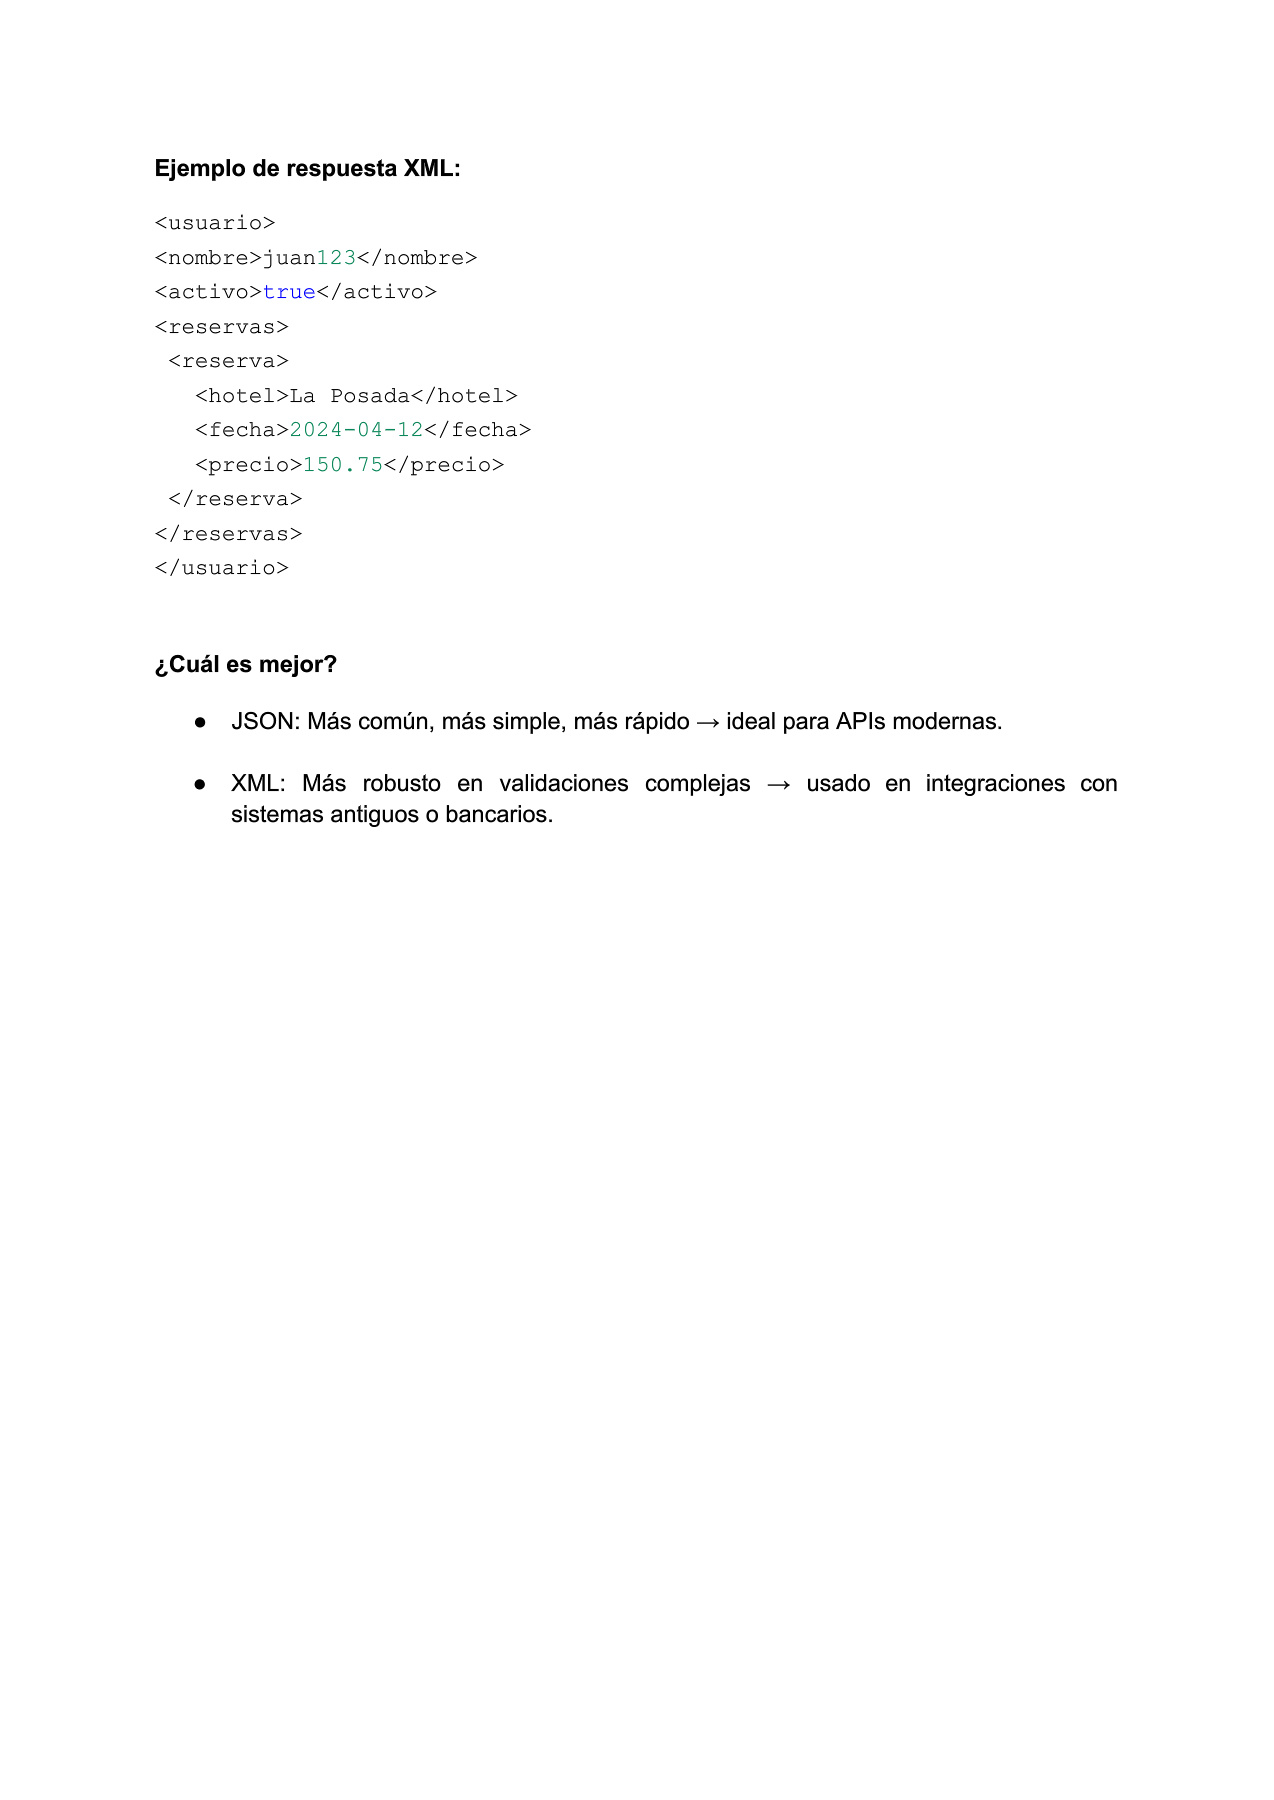 Ejemplo de respuesta XML:
<usuario>
<nombre>juan123</nombre>
<activo>true</activo>
<reservas>
 <reserva>
   <hotel>La Posada</hotel>
   <fecha>2024-04-12</fecha>
   <precio>150.75</precio>
 </reserva>
</reservas>
</usuario>
¿Cuál es mejor?
● JSON: Más común, más simple, más rápido → ideal para APIs modernas.
● XML: Más robusto en validaciones complejas → usado en integraciones con
sistemas antiguos o bancarios.